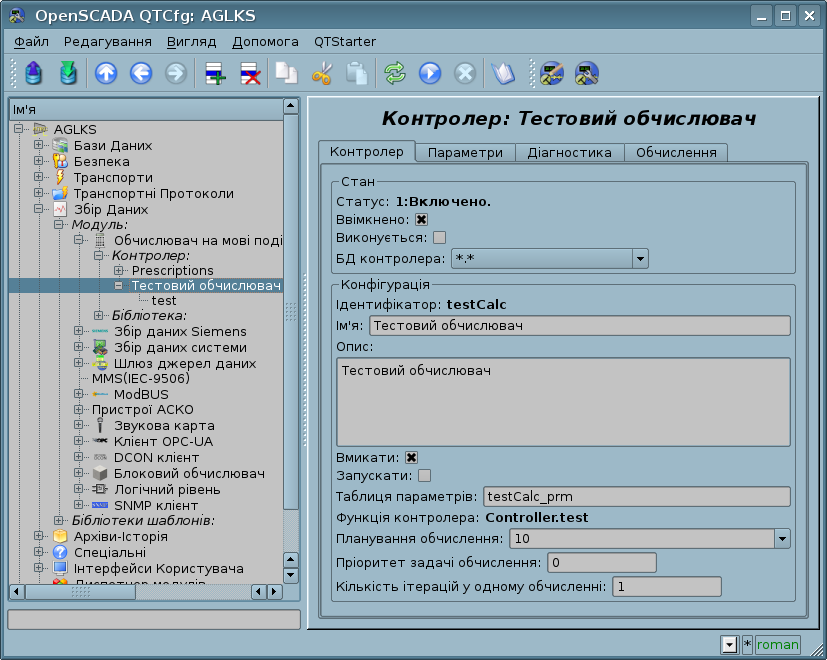 OpenSCADA QTCfg: AGLKS
Файл Редагування Вигляд Допомога QTStarter
Ім'я
AGLKS
Бази Даних
Безпека
Транспорти
Транспортні Протоколи
Збір Даних
Модуль:
Обчислювач на мові поді
Контролер:
Prescriptions
Тестовий обчислювач
test
Бібліотека:
Збір даних Siemens
Збір даних системи
Шлюз джерел даних
MMS(IEC-9506)
ModBUS
Пристрої АСКО
Звукова карта
Клієнт OPC-UA
DCON клієнт
Блоковий обчислювач
Логічний рівень
SNMP клієнт
Бібліотеки шаблонів:
Архіви-Історія
Спеціальні
Інтерфейси Користувача
Диспетчер модулів
Контролер: Тестовий обчислювач
Контролер Параметри Діагностика Обчислення
Стан
Статус: 1:Включено.
Ввімкнено:
Виконується:
БД контролера: *.*
Конфігурація
Ідентифікатор: testCalc
Ім'я: Тестовий обчислювач
Опис:
Тестовий обчислювач
Вмикати:
Запускати:
Таблиця параметрів: testCalc_prm
Функція контролера: Controller.test
Планування обчислення: 10
Пріоритет задачі обчислення: 0
Кількість ітерацій у одному обчисленні: 1
* roman